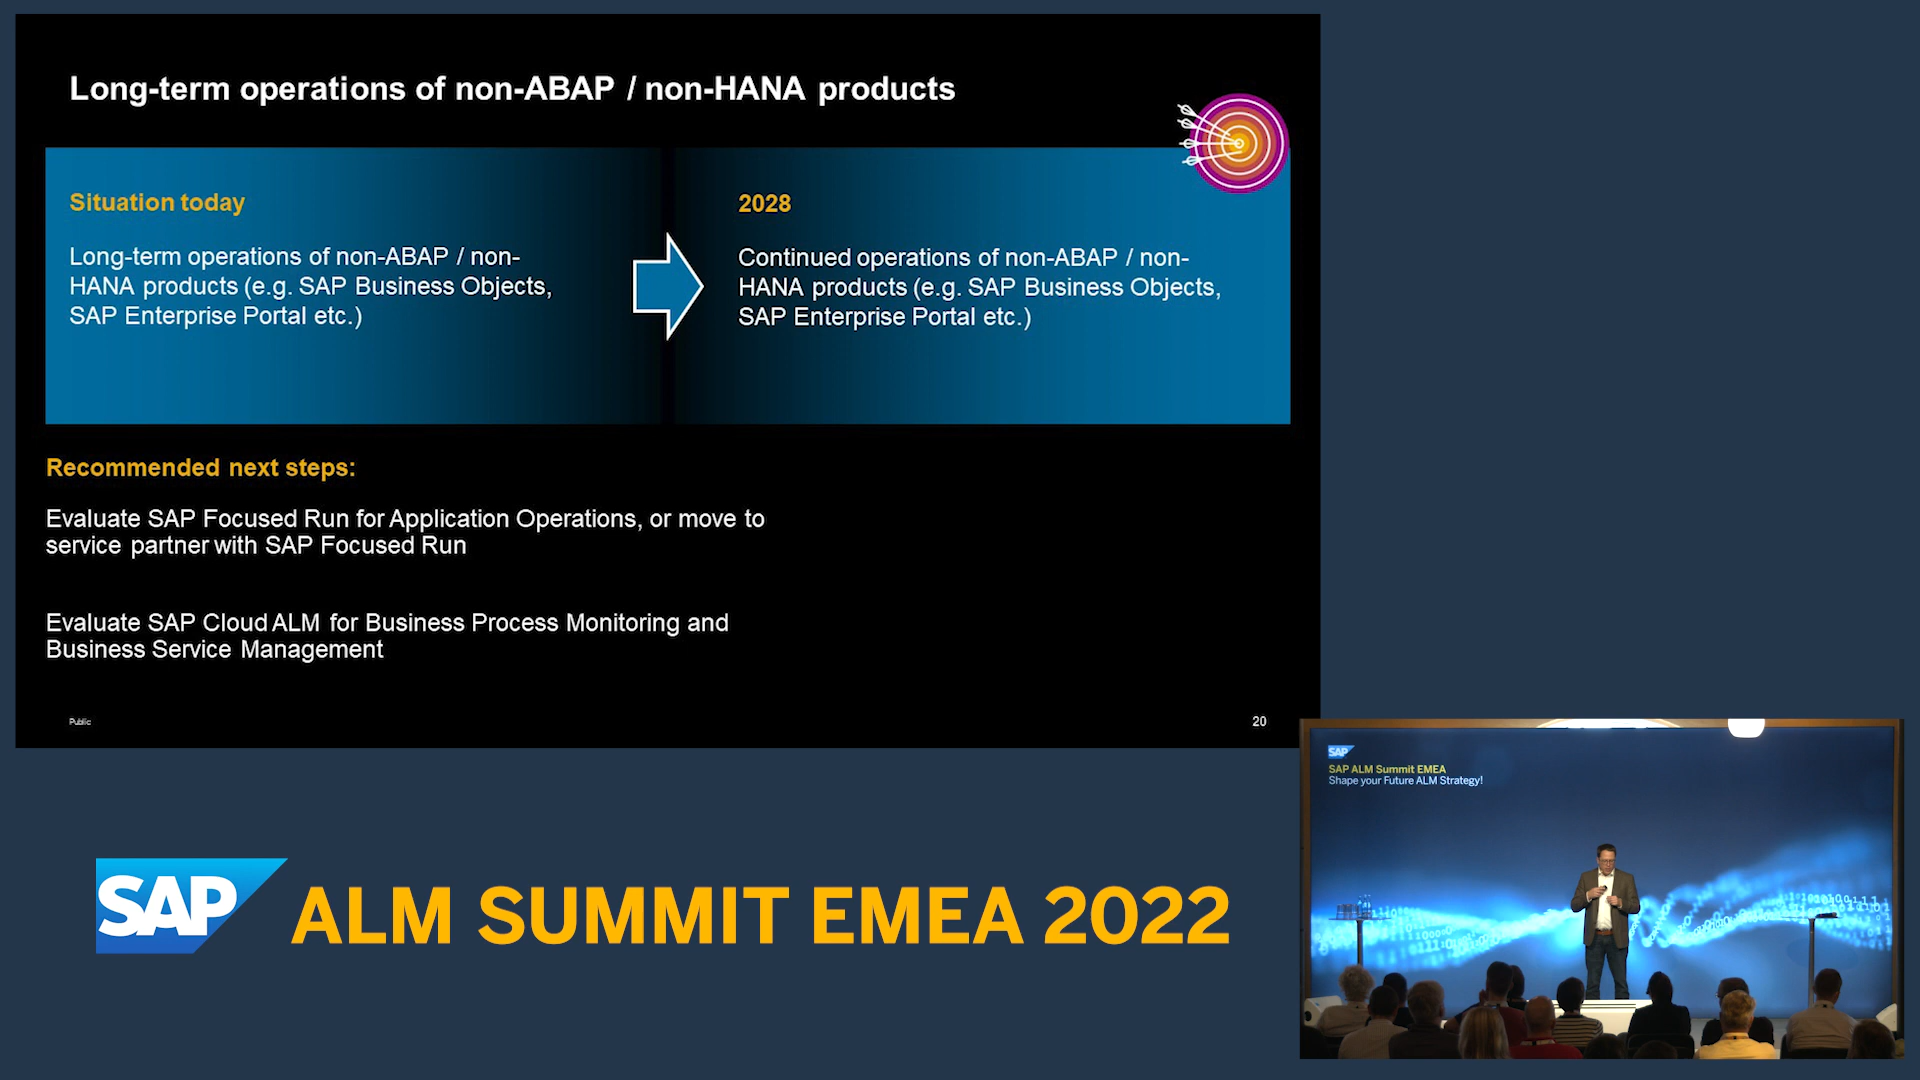 Long-term operations of non-ABAP / non-HANA products
Situation today
Long-term operations of non-ABAP / non-
HANA products (e.g. SAP Business Objects,
SAP Enterprise Portal etc.)
2028
Continued operations of non-ABAP / non-
HANA products (e.g. SAP Business Objects,
SAP Enterprise Portal etc.)
Recommended next steps:
Evaluate SAP Focused Run for Application Operations, or move to
service partner with SAP Focused Run
Evaluate SAP Cloud ALM for Business Process Monitoring and
Business Service Management
Public
20
SAP
SAP ALM Summit EMEA
Shape your Future ALM Strategy!
SAP ALM SUMMIT EMEA 2022